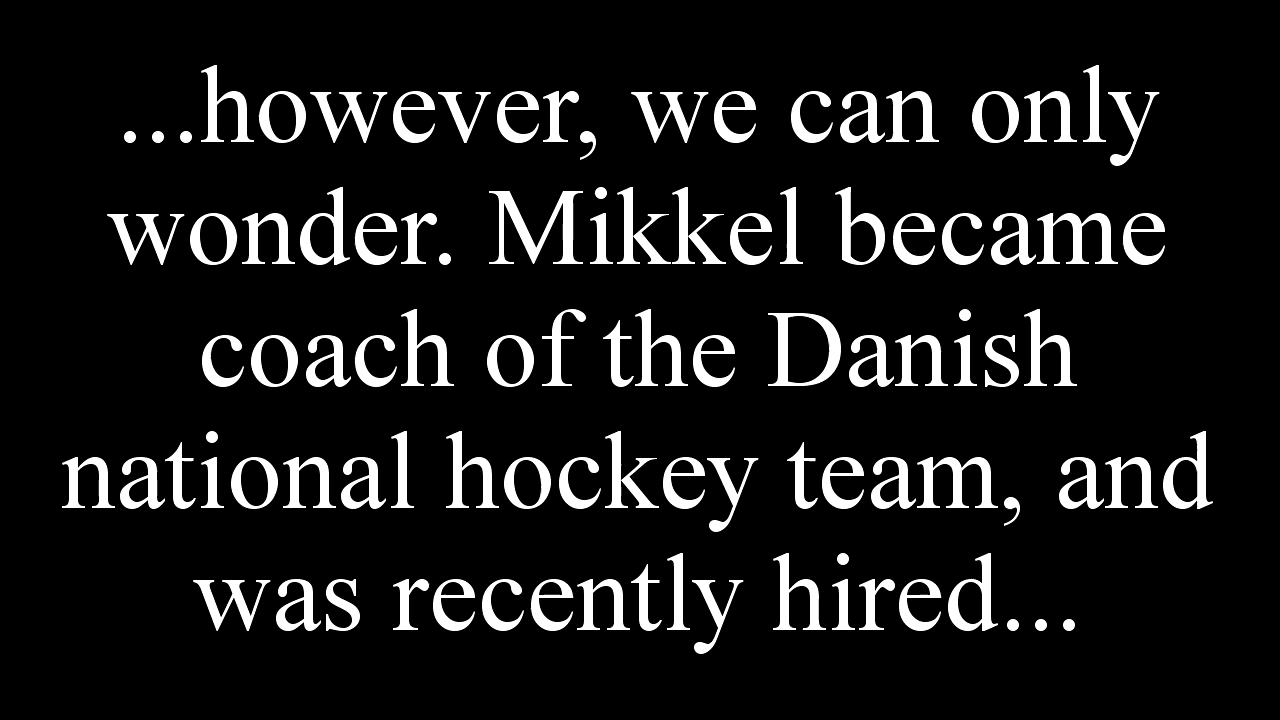 ...however, we can only
wonder. Mikkel became
coach of the Danish
national hockey team, and
was recently hired...